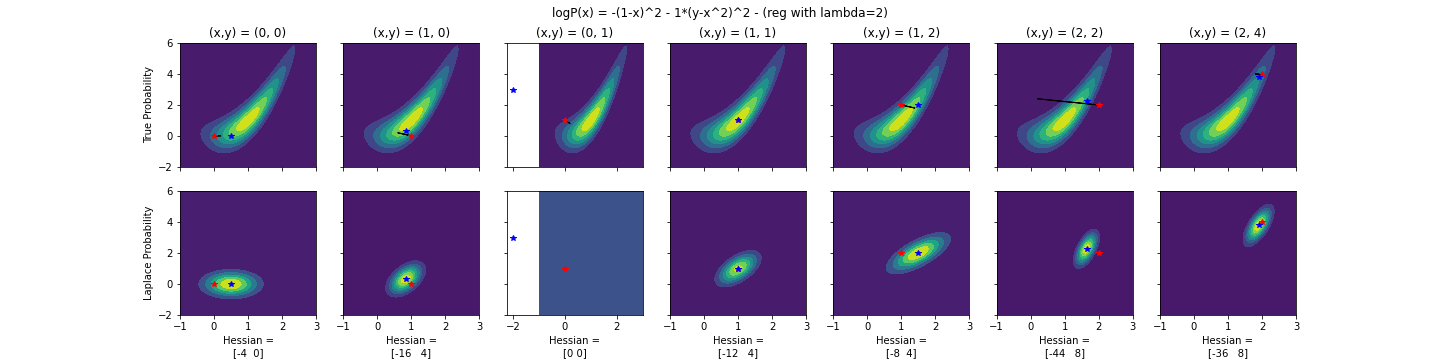 logP(x) = -(1-x)^2 - 1*(y-x^2)^2 - (reg with lambda=2)
(x,y) = (0, 0) (x,y) = (1, 0) (x,y) = (0, 1) (x,y) = (1, 1) (x,y) = (1, 2) (x,y) = (2, 2) (x,y) = (2, 4)
True Probability
6
4
2
0
−2
Laplace Probability
6
4
2
0
−2
−1 0 1 2 3 −1 0 1 2 3 −2 0 2 −1 0 1 2 3 −1 0 1 2 3 −1 0 1 2 3 −1 0 1 2 3
Hessian = Hessian = Hessian = Hessian = Hessian = Hessian = Hessian =
[-4  0] [-16   4] [0 0] [-12   4] [-8  4] [-44   8] [-36   8]